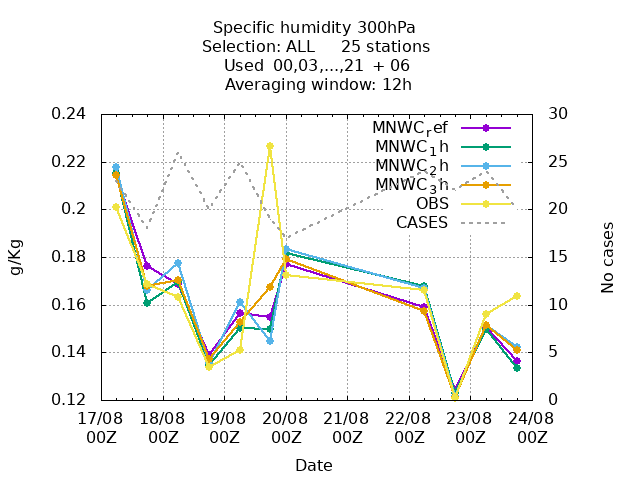 Specific humidity 300hPa
Selection: ALL 25 stations
Used 00,03,...,21 + 06
Averaging window: 12h
0.24
0.22
0.2
0.18
0.16
0.14
0.12
g/Kg
30
25
20
15
10
5
0
No cases
MNWC_ref
MNWC_1h
MNWC_2h
MNWC_3h
OBS
CASES
17/08 18/08 19/08 20/08 21/08 22/08 23/08 24/08
00Z 00Z 00Z 00Z 00Z 00Z 00Z 00Z
Date